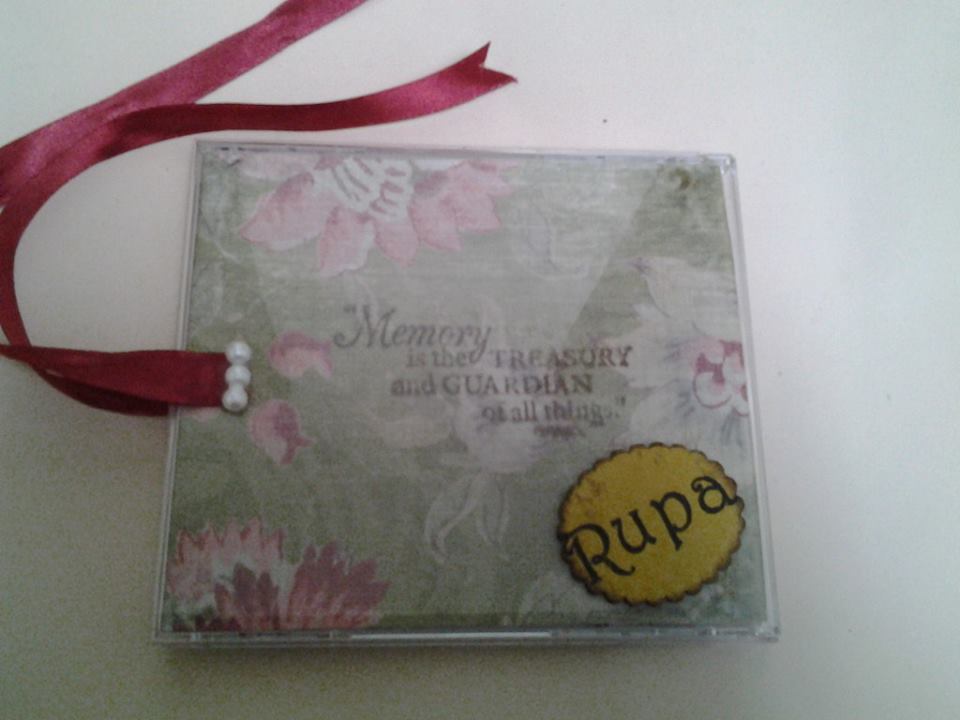 "Memory
is the TREASURY
and GUARDIAN
of all things."
Rupa